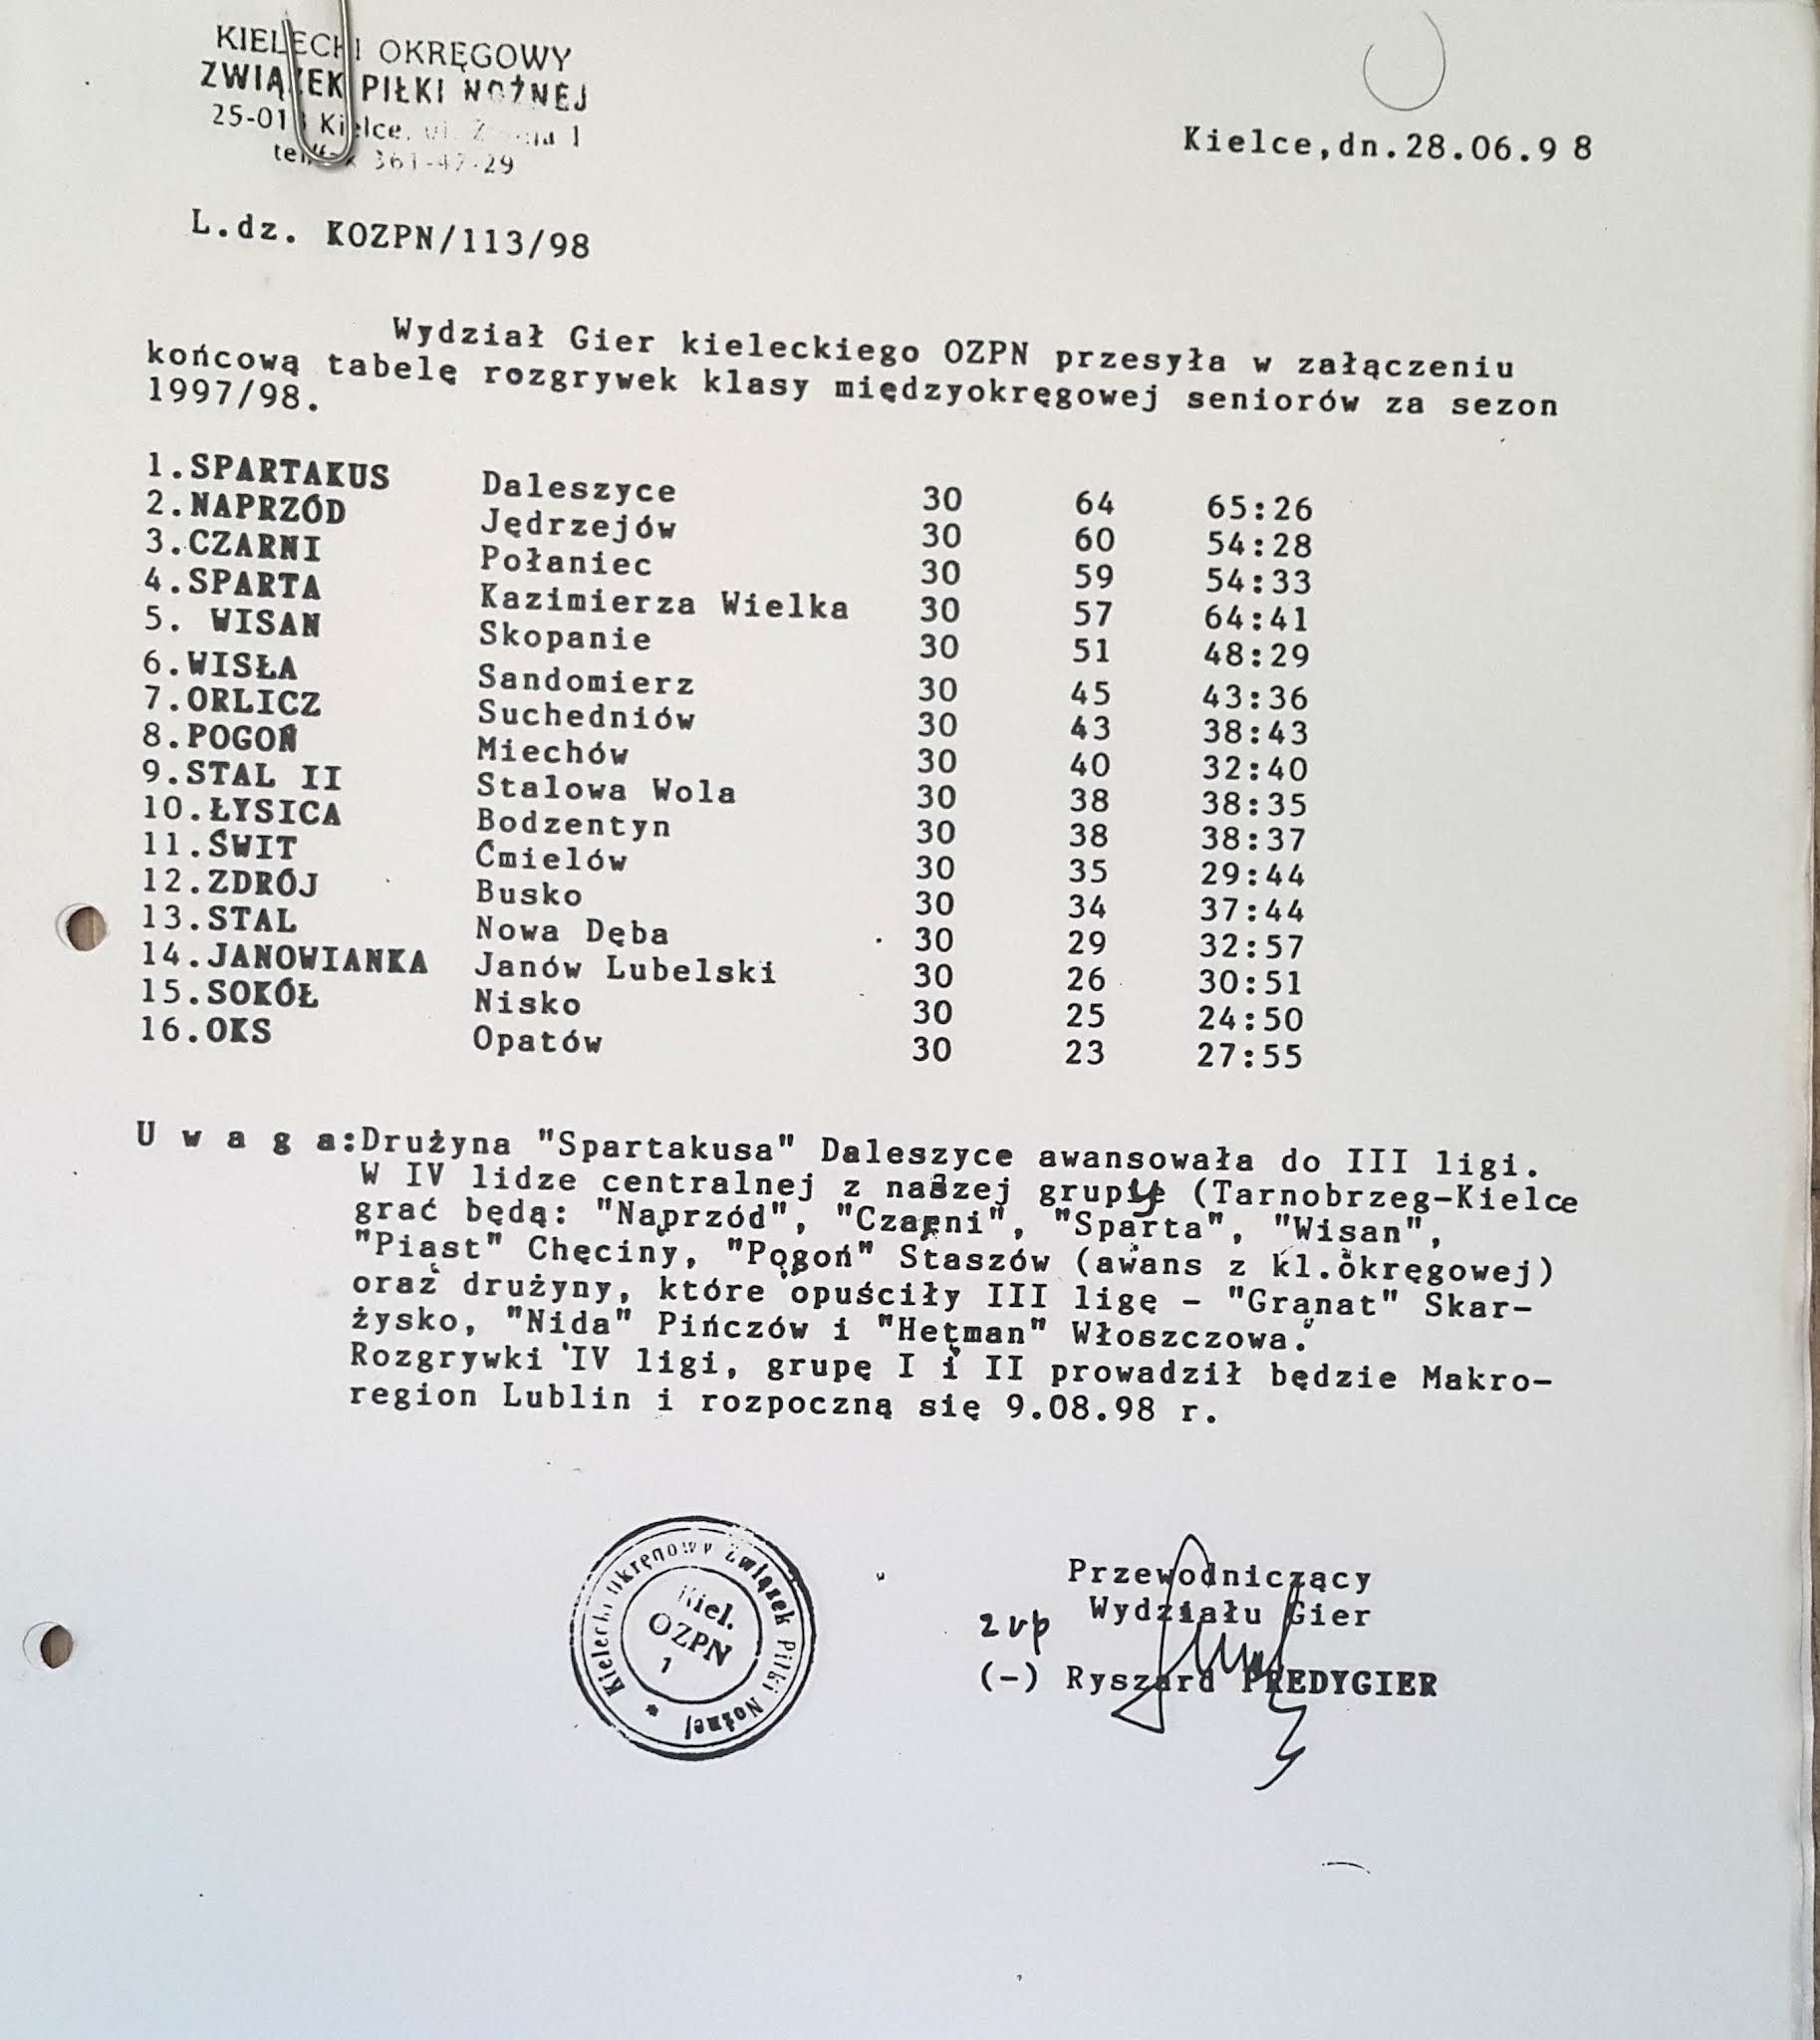 KIELECKI OKRĘGOWY
ZWIĄZEK PIŁKI NOŻNEJ
Kielce, 1
361-47-29
Kielce,dn.28.06.98
L.dz. KOZPN/113/98
Wydział Gier kieleckiego OZPN przesyła w załączeniu
końcową tabelę rozgrywek klasy międzyokręgowej seniorów za sezon
1997/98.
1.SPARTAKUS Daleszyce 30 64 65:26
2.NAPRZÓD Jędrzejów 30 60 54:28
3.CZARNI Połaniec 30 59 54:33
4.SPARTA Kazimierza Wielka 30 57 64:41
5. WISAN Skopanie 30 51 48:29
6.WISŁA Sandomierz 30 45 43:36
7.ORLICZ Suchedniów 30 43 38:43
8.POGOŃ Miechów 30 40 32:40
9.STAL II Stalowa Wola 30 38 38:35
10.ŁYSICA Bodzentyn 30 38 38:37
11.ŚWIT Ćmielów 30 35 29:44
12.ZDRÓJ Busko 30 34 37:44
13.STAL Nowa Dęba 30 29 32:57
14.JANOWIANKA Janów Lubelski 30 26 30:51
15.SOKÓŁ Nisko 30 25 24:50
16.OKS Opatów 30 23 27:55
U w a g a:Drużyna "Spartakusa" Daleszyce awansowała do III ligi.
W IV lidze centralnej z naszej grupy (Tarnobrzeg-Kielce
grać będą: "Naprzód", "Czarni", "Sparta", "Wisan",
"Piast" Chęciny, "Pogoń" Staszów (awans z kl.okręgowej)
oraz drużyny, które opuściły III ligę - "Granat" Skar-
żysko, "Nida" Pińczów i "Hetman" Włoszczowa.
Rozgrywki IV ligi, grupę I i II prowadził będzie Makro-
region Lublin i rozpoczną się 9.08.98 r.
Kielecki Okręgowy Związek Piłki Nożnej *
Kiel.
OZPN
1
Przewodniczący
Wydziału Gier
z up
(-) Ryszard PREDYGIER